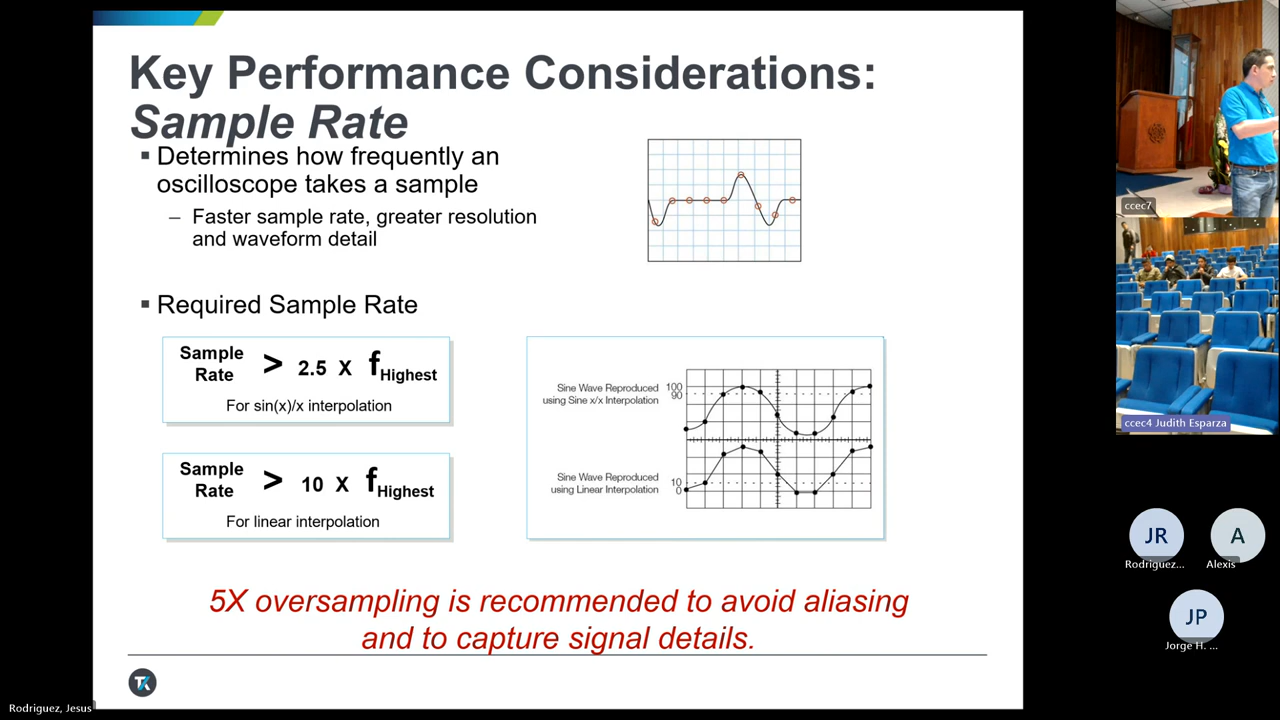 Key Performance Considerations:
Sample Rate
▪ Determines how frequently an
oscilloscope takes a sample
– Faster sample rate, greater resolution
and waveform detail
▪ Required Sample Rate
Sample
Rate
> 2.5 X fHighest
For sin(x)/x interpolation
Sample
Rate
> 10 X fHighest
For linear interpolation
Sine Wave Reproduced
using Sine x/x Interpolation
100
90
Sine Wave Reproduced
using Linear Interpolation
10
0
5X oversampling is recommended to avoid aliasing
and to capture signal details.
Rodriguez, Jesus
ccec7
ccec4 Judith Esparza
JR
Rodriguez...
A
Alexis
JP
Jorge H. ...